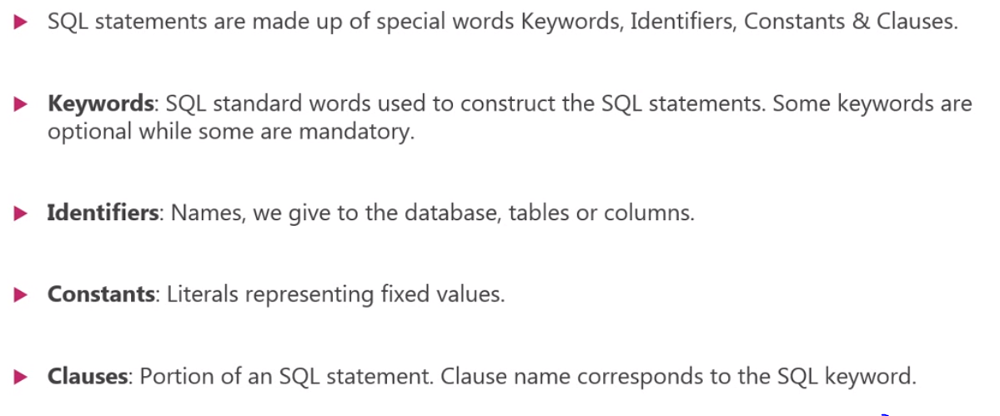 SQL statements are made up of special words Keywords, Identifiers, Constants & Clauses.
Keywords: SQL standard words used to construct the SQL statements. Some keywords are
optional while some are mandatory.
Identifiers: Names, we give to the database, tables or columns.
Constants: Literals representing fixed values.
Clauses: Portion of an SQL statement. Clause name corresponds to the SQL keyword.